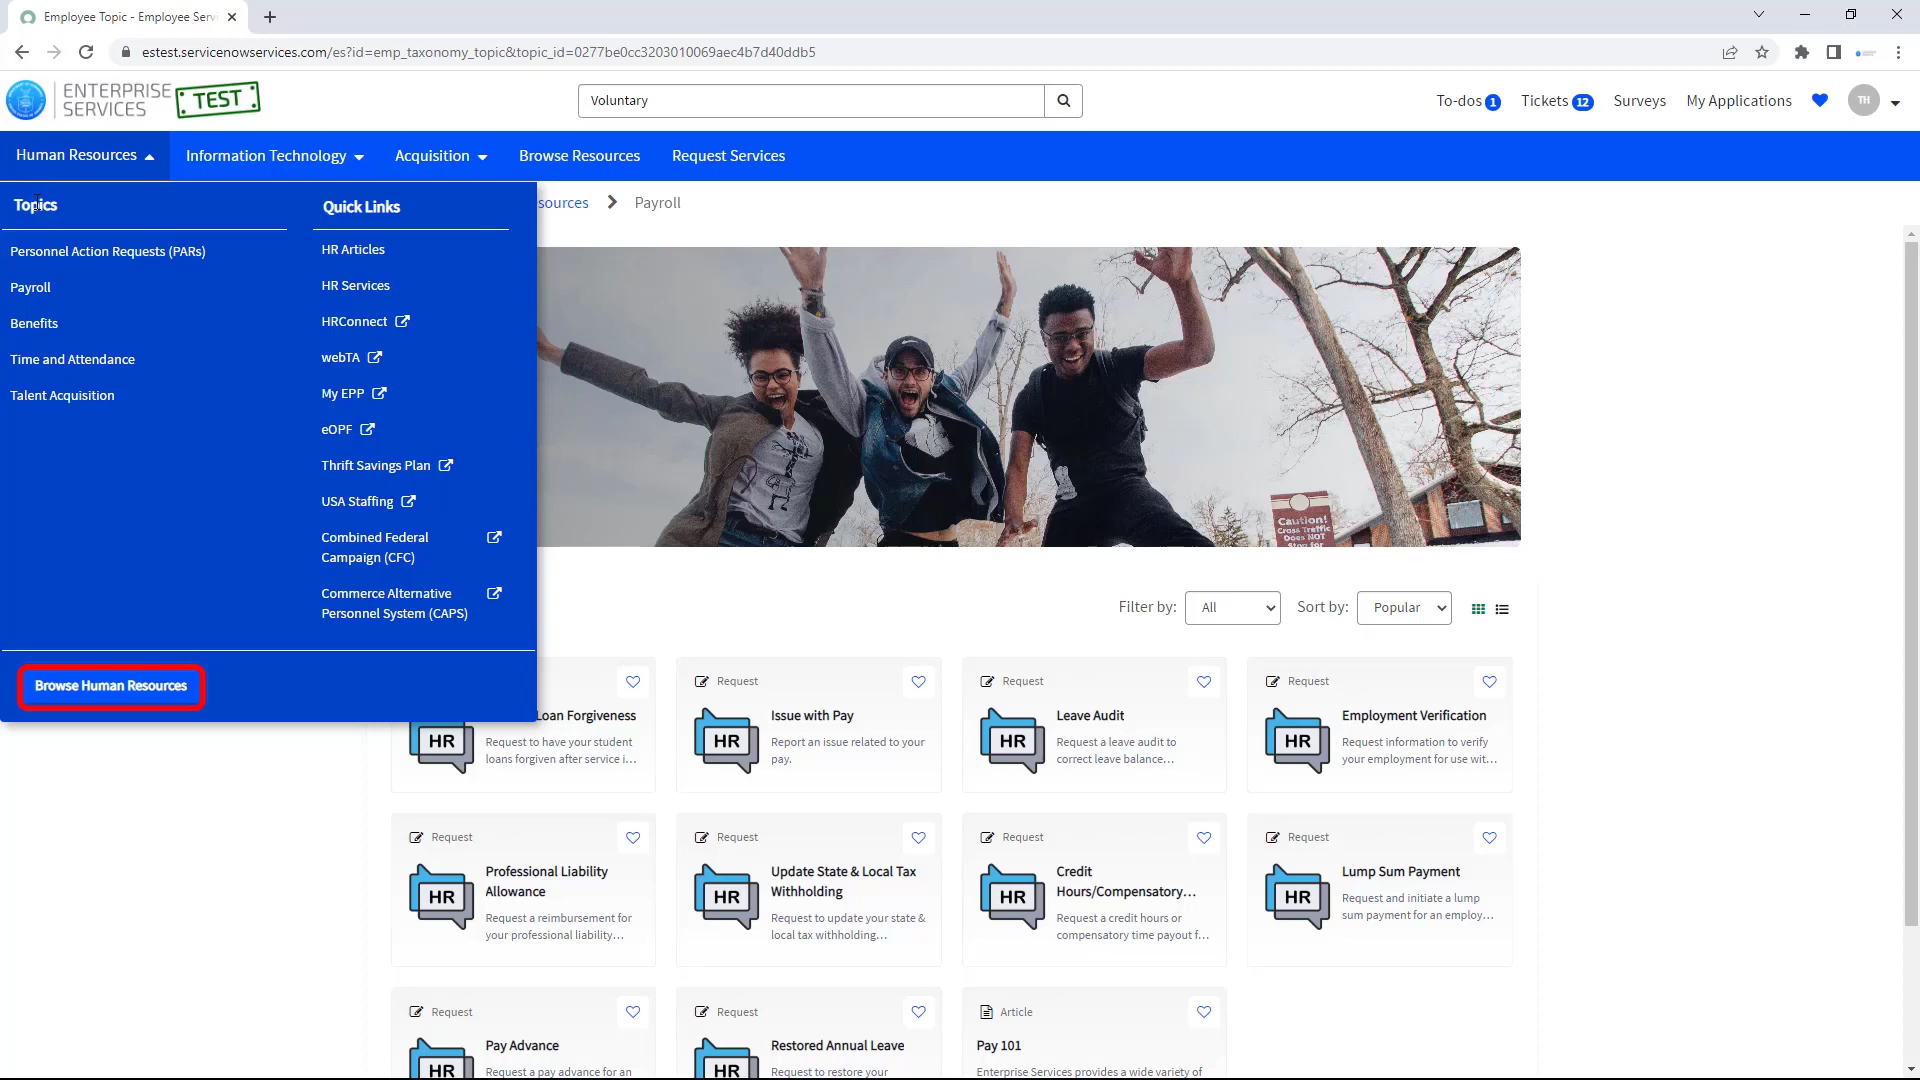 Employee Topic - Employee Serv
estest.servicenowservices.com/es?id=emp_taxonomy_topic&topic_id=0277be0cc3203010069aec4b7d40ddb5
ENTERPRISE
SERVICES
TEST
Voluntary
To-dos 1
Tickets 12
Surveys
My Applications
TH
Human Resources
Information Technology
Acquisition
Browse Resources
Request Services
Topics
Personnel Action Requests (PARs)
Payroll
Benefits
Time and Attendance
Talent Acquisition
Quick Links
HR Articles
HR Services
HRConnect
webTA
My EPP
eOPF
Thrift Savings Plan
USA Staffing
Combined Federal
Campaign (CFC)
Commerce Alternative
Personnel System (CAPS)
Browse Human Resources
sources > Payroll
Caution!
Cross Traffic
Does NOT
Stop for
Filter by: All
Sort by: Popular
Loan Forgiveness
HR
Request to have your student
loans forgiven after service i...
Request
Issue with Pay
HR
Report an issue related to your
pay.
Request
Leave Audit
HR
Request a leave audit to
correct leave balance...
Request
Employment Verification
HR
Request information to verify
your employment for use wit...
Request
Professional Liability
Allowance
HR
Request a reimbursement for
your professional liability...
Request
Update State & Local Tax
Withholding
HR
Request to update your state &
local tax withholding...
Request
Credit
Hours/Compensatory...
HR
Request a credit hours or
compensatory time payout f...
Request
Lump Sum Payment
HR
Request and initiate a lump
sum payment for an employ...
Request
Pay Advance
HR
Request a pay advance for an
Request
Restored Annual Leave
HR
Request to restore your
Article
Pay 101
Enterprise Services provides a wide variety of